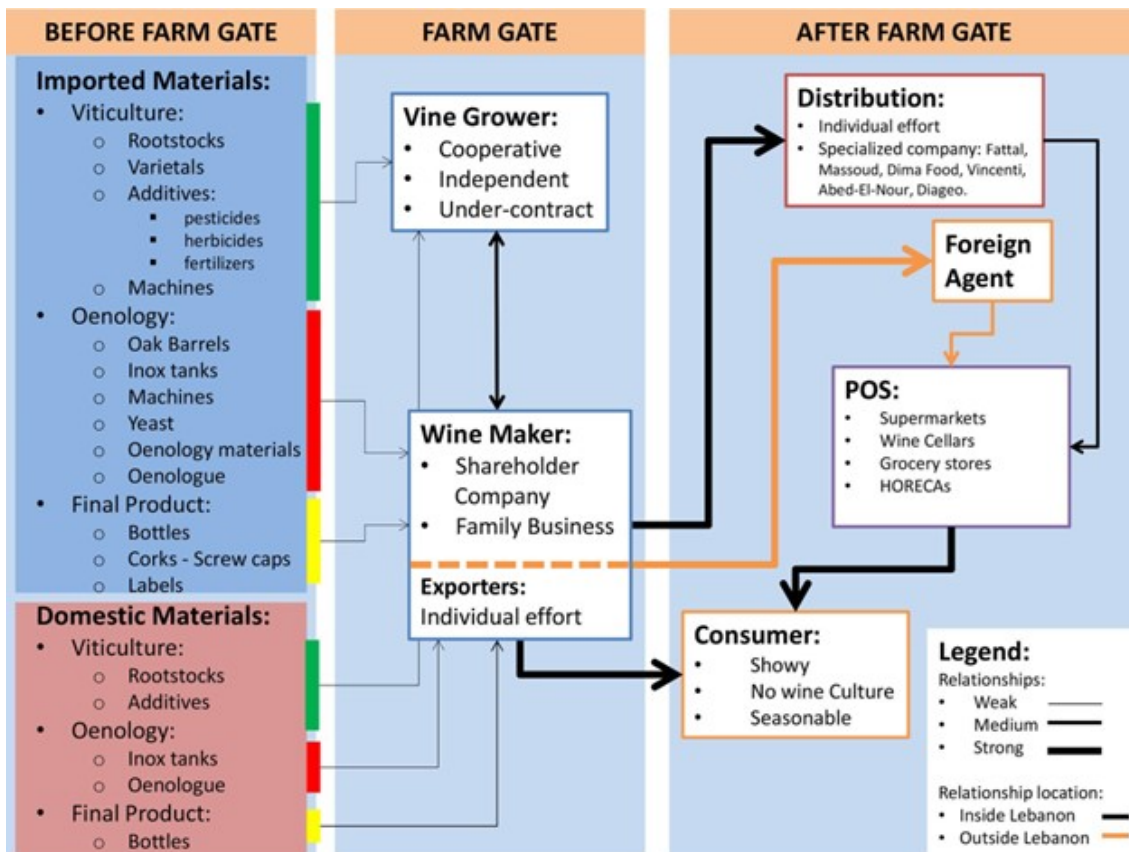 BEFORE FARM GATE
Imported Materials:
• Viticulture:
o Rootstocks
o Varietals
o Additives:
▪ pesticides
▪ herbicides
▪ fertilizers
o Machines
• Oenology:
o Oak Barrels
o Inox tanks
o Machines
o Yeast
o Oenology materials
o Oenologue
• Final Product:
o Bottles
o Corks - Screw caps
o Labels
Domestic Materials:
• Viticulture:
o Rootstocks
o Additives
• Oenology:
o Inox tanks
o Oenologue
• Final Product:
o Bottles
FARM GATE
Vine Grower:
• Cooperative
• Independent
• Under-contract
Wine Maker:
• Shareholder
Company
• Family Business
Exporters:
Individual effort
AFTER FARM GATE
Distribution:
• Individual effort
• Specialized company: Fattal,
Massoud, Dima Food, Vincenti,
Abed-El-Nour, Diageo.
Foreign
Agent
POS:
• Supermarkets
• Wine Cellars
• Grocery stores
• HORECAs
Consumer:
• Showy
• No wine Culture
• Seasonable
Legend:
Relationships:
• Weak
• Medium
• Strong
Relationship location:
• Inside Lebanon
• Outside Lebanon